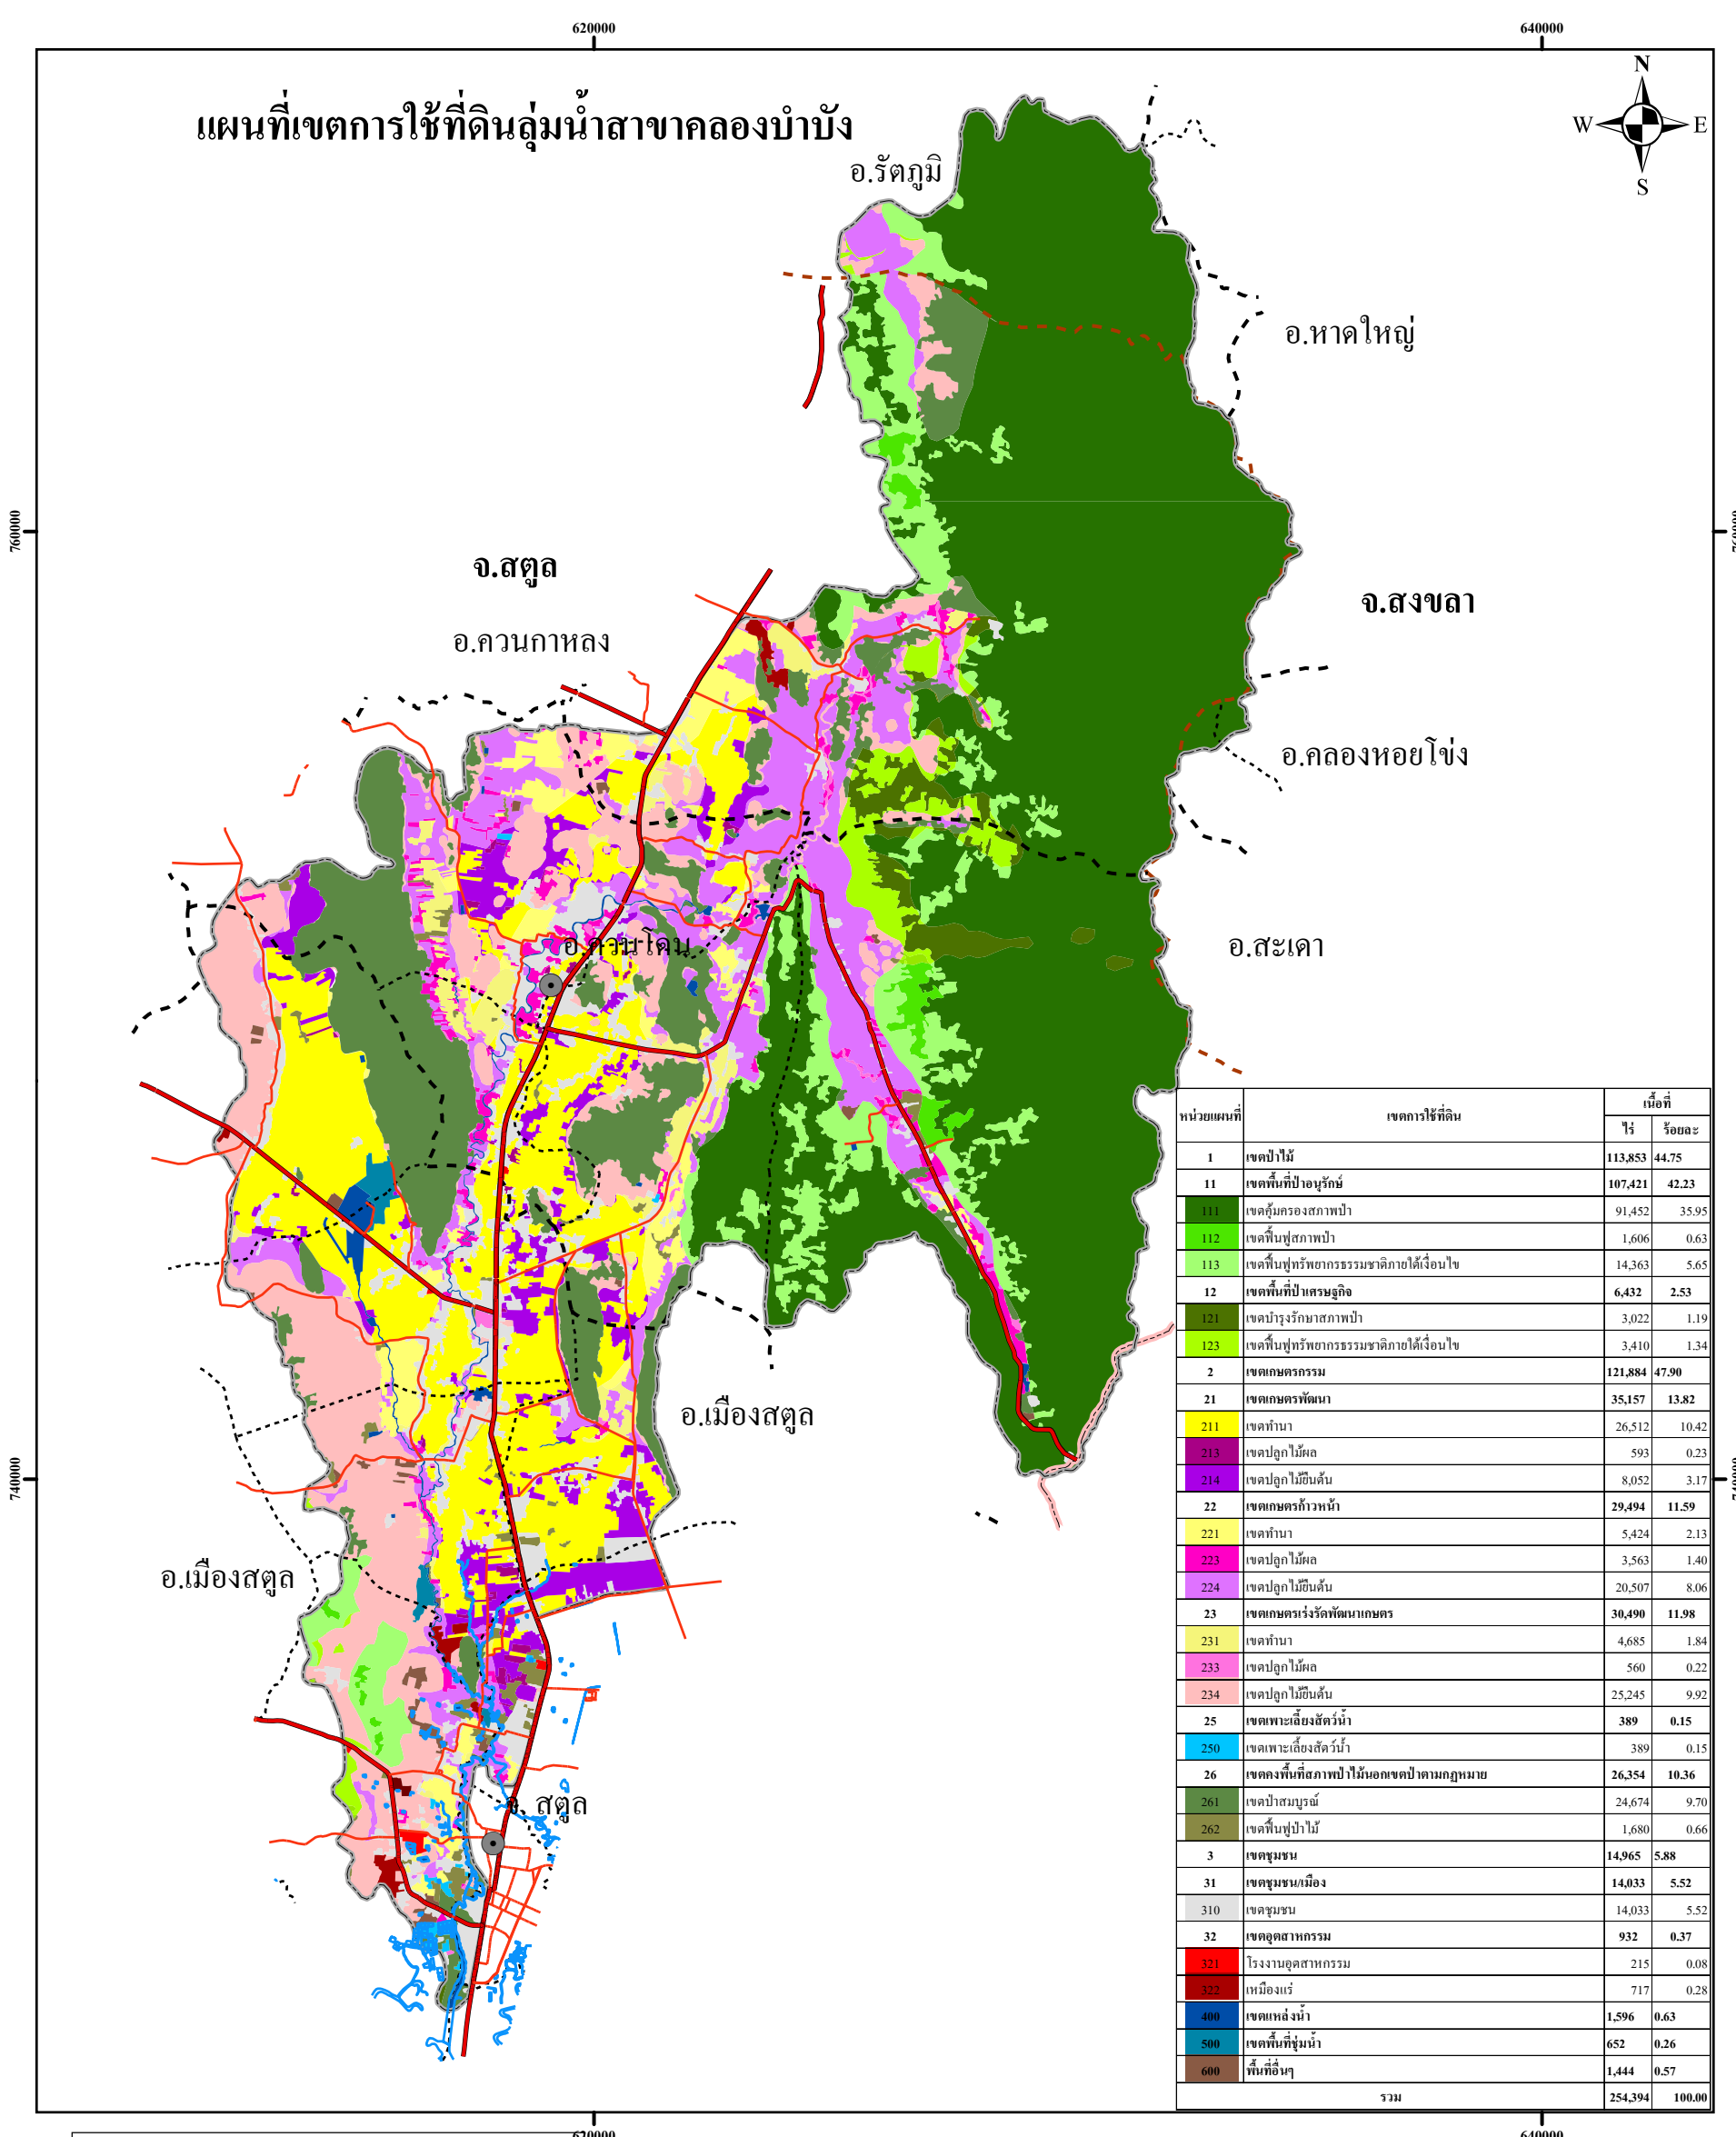 620000 640000
N
W E
S
แผนที่เขตการใช้ที่ดินลุ่มน้ำสาขาคลองบำบัง
อ.รัตภูมิ
อ.หาดใหญ่
760000 760000
จ.สตูล
จ.สงขลา
อ.ควนกาหลง
อ.คลองหอยโข่ง
อ.ควนโดน
อ.สะเดา
อ.เมืองสตูล
740000 740000
อ.เมืองสตูล
จ. สตูล
หน่วยแผนที่ เขตการใช้ที่ดิน เนื้อที่
ไร่ ร้อยละ
1 เขตป่าไม้ 113,853 44.75
11 เขตพื้นที่ป่าอนุรักษ์ 107,421 42.23
111 เขตคุ้มครองสภาพป่า 91,452 35.95
112 เขตฟื้นฟูสภาพป่า 1,606 0.63
113 เขตฟื้นฟูทรัพยากรธรรมชาติภายใต้เงื่อนไข 14,363 5.65
12 เขตพื้นที่ป่าเศรษฐกิจ 6,432 2.53
121 เขตบำรุงรักษาสภาพป่า 3,022 1.19
123 เขตฟื้นฟูทรัพยากรธรรมชาติภายใต้เงื่อนไข 3,410 1.34
2 เขตเกษตรกรรม 121,884 47.90
21 เขตเกษตรพัฒนา 35,157 13.82
211 เขตทำนา 26,512 10.42
213 เขตปลูกไม้ผล 593 0.23
214 เขตปลูกไม้ยืนต้น 8,052 3.17
22 เขตเกษตรก้าวหน้า 29,494 11.59
221 เขตทำนา 5,424 2.13
223 เขตปลูกไม้ผล 3,563 1.40
224 เขตปลูกไม้ยืนต้น 20,507 8.06
23 เขตเกษตรเร่งรัดพัฒนาเกษตร 30,490 11.98
231 เขตทำนา 4,685 1.84
233 เขตปลูกไม้ผล 560 0.22
234 เขตปลูกไม้ยืนต้น 25,245 9.92
25 เขตเพาะเลี้ยงสัตว์น้ำ 389 0.15
250 เขตเพาะเลี้ยงสัตว์น้ำ 389 0.15
26 เขตคงพื้นที่สภาพป่าไม้นอกเขตป่าตามกฎหมาย 26,354 10.36
261 เขตป่าสมบูรณ์ 24,674 9.70
262 เขตฟื้นฟูป่าไม้ 1,680 0.66
3 เขตชุมชน 14,965 5.88
31 เขตชุมชน/เมือง 14,033 5.52
310 เขตชุมชน 14,033 5.52
32 เขตอุตสาหกรรม 932 0.37
321 โรงงานอุตสาหกรรม 215 0.08
322 เหมืองแร่ 717 0.28
400 เขตแหล่งน้ำ 1,596 0.63
500 เขตพื้นที่ชุ่มน้ำ 652 0.26
600 พื้นที่อื่นๆ 1,444 0.57
รวม 254,394 100.00
620000 640000